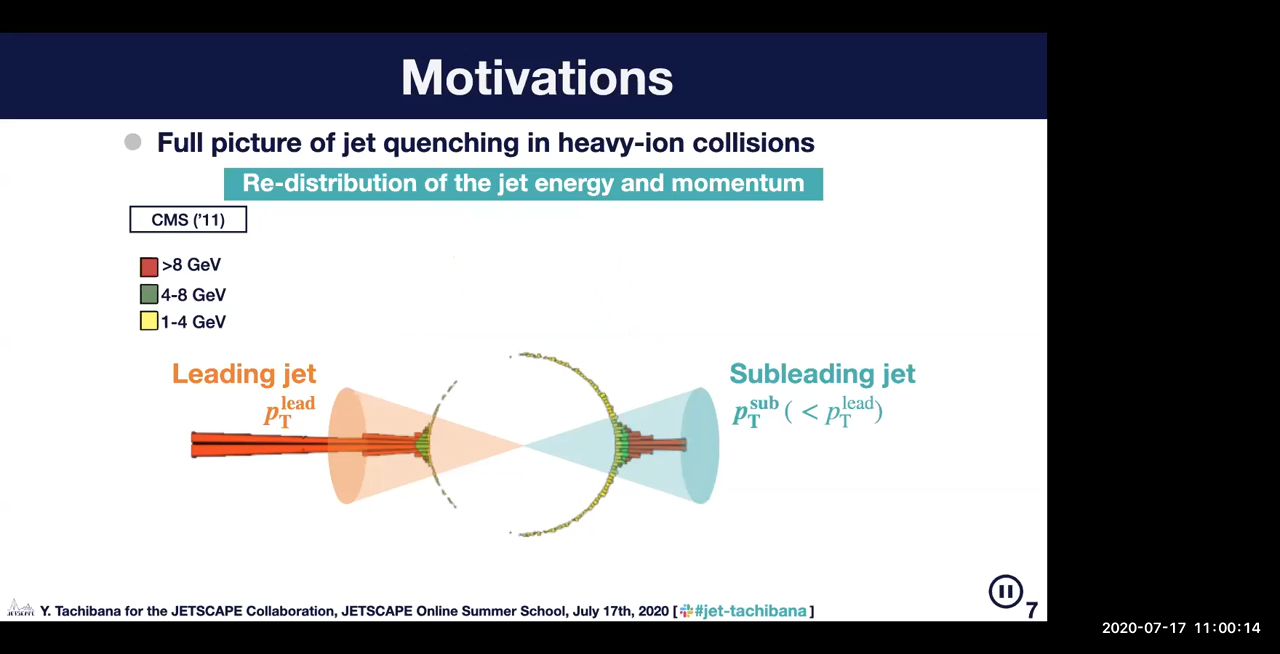 Motivations
Full picture of jet quenching in heavy-ion collisions
Re-distribution of the jet energy and momentum
CMS ('11)
>8 GeV
4-8 GeV
1-4 GeV
Leading jet
p_T^lead
Subleading jet
p_T^sub ( < p_T^lead)
JETSCAPE
Y. Tachibana for the JETSCAPE Collaboration, JETSCAPE Online Summer School, July 17th, 2020 [ #jet-tachibana ]
7
2020-07-17 11:00:14